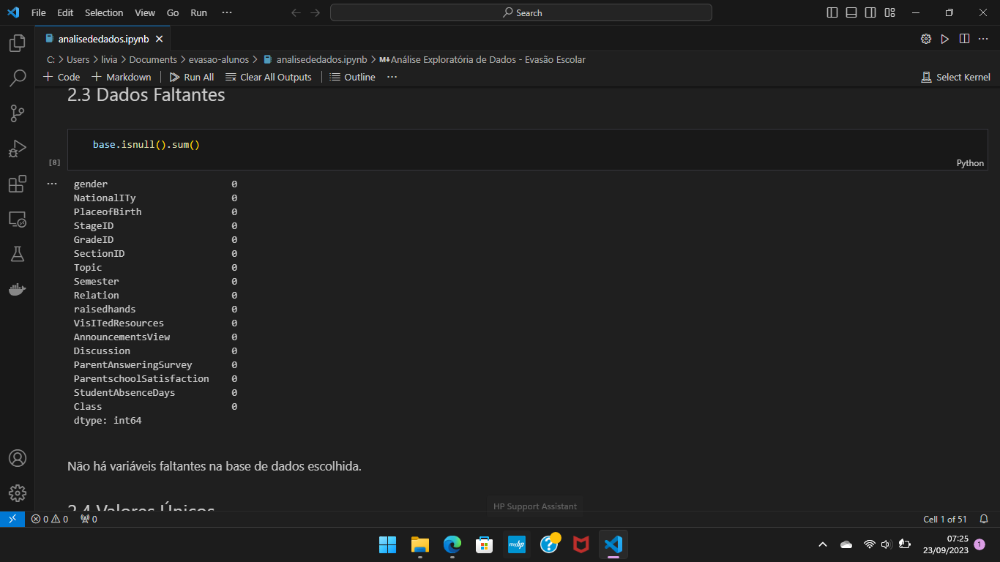 File Edit Selection View Go Run ···
Search
analisededados.ipynb
C: > Users > livia > Documents > evasao-alunos > analisededados.ipynb > M↓Análise Exploratória de Dados - Evasão Escolar
+ Code + Markdown Run All Clear All Outputs Outline ··· Select Kernel
2.3 Dados Faltantes
base.isnull().sum()
[8]
Python
gender 0
NationalITy 0
PlaceofBirth 0
StageID 0
GradeID 0
SectionID 0
Topic 0
Semester 0
Relation 0
raisedhands 0
VisITedResources 0
AnnouncementsView 0
Discussion 0
ParentAnsweringSurvey 0
ParentschoolSatisfaction 0
StudentAbsenceDays 0
Class 0
dtype: int64
Não há variáveis faltantes na base de dados escolhida.
2.4 Valores Únicos
HP Support Assistant
0 0 0 Cell 1 of 51
myhp
07:25
23/09/2023 1